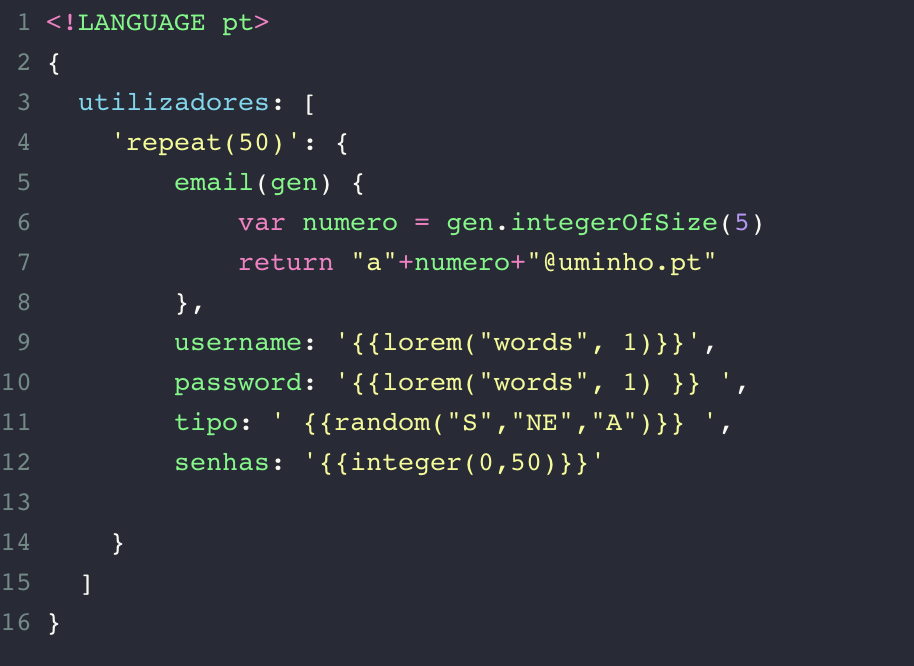 1 <!LANGUAGE pt>
2 {
3   utilizadores: [
4     'repeat(50)': {
5         email(gen) {
6             var numero = gen.integerOfSize(5)
7             return "a"+numero+"@uminho.pt"
8         },
9         username: '{{lorem("words", 1)}}',
10         password: '{{lorem("words", 1) }} ',
11         tipo: ' {{random("S","NE","A")}} ',
12         senhas: '{{integer(0,50)}}'
13
14     }
15   ]
16 }